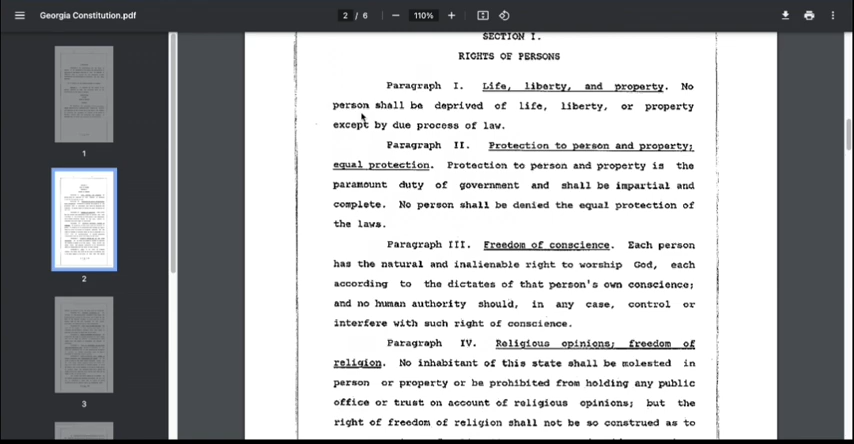 Georgia Constitution.pdf
2 / 6
110%
SECTION I.
RIGHTS OF PERSONS
Paragraph I. Life, liberty, and property. No
person shall be deprived of life, liberty, or property
except by due process of law.
Paragraph II. Protection to person and property;
equal protection. Protection to person and property is the
paramount duty of government and shall be impartial and
complete. No person shall be denied the equal protection of
the laws.
Paragraph III. Freedom of conscience. Each person
has the natural and inalienable right to worship God, each
according to the dictates of that person's own conscience;
and no human authority should, in any case, control or
interfere with such right of conscience.
Paragraph IV. Religious opinions; freedom of
religion. No inhabitant of this state shall be molested in
person or property or be prohibited from holding any public
office or trust on account of religious opinions; but the
right of freedom of religion shall not be so construed as to
1
2
3